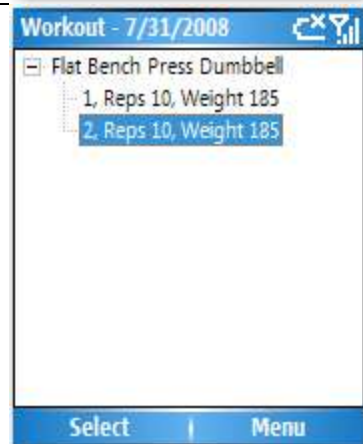 Workout - 7/31/2008
Flat Bench Press Dumbbell
1, Reps 10, Weight 185
2, Reps 10, Weight 185
Select Menu